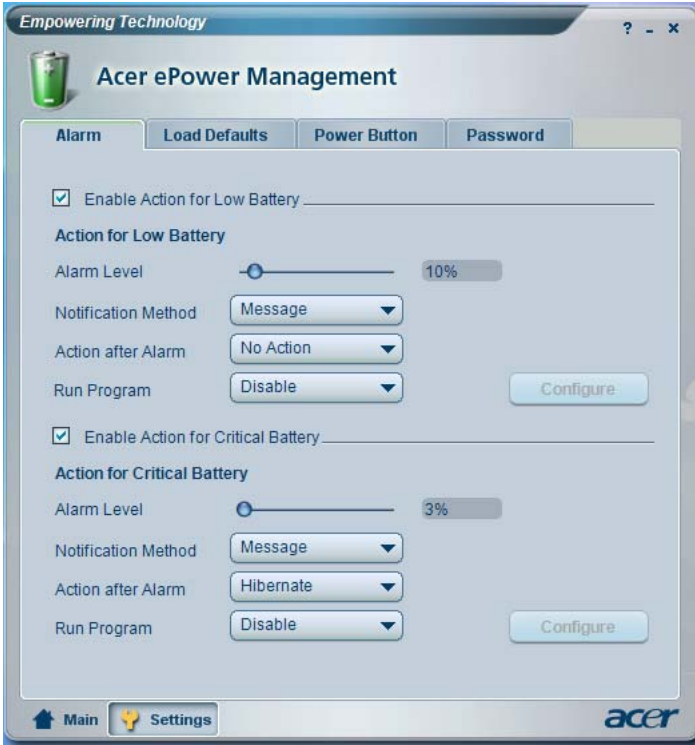 Empowering Technology
? - x
Acer ePower Management
Alarm Load Defaults Power Button Password
Enable Action for Low Battery
Action for Low Battery
Alarm Level 10%
Notification Method Message
Action after Alarm No Action
Run Program Disable Configure
Enable Action for Critical Battery
Action for Critical Battery
Alarm Level 3%
Notification Method Message
Action after Alarm Hibernate
Run Program Disable Configure
Main Settings acer